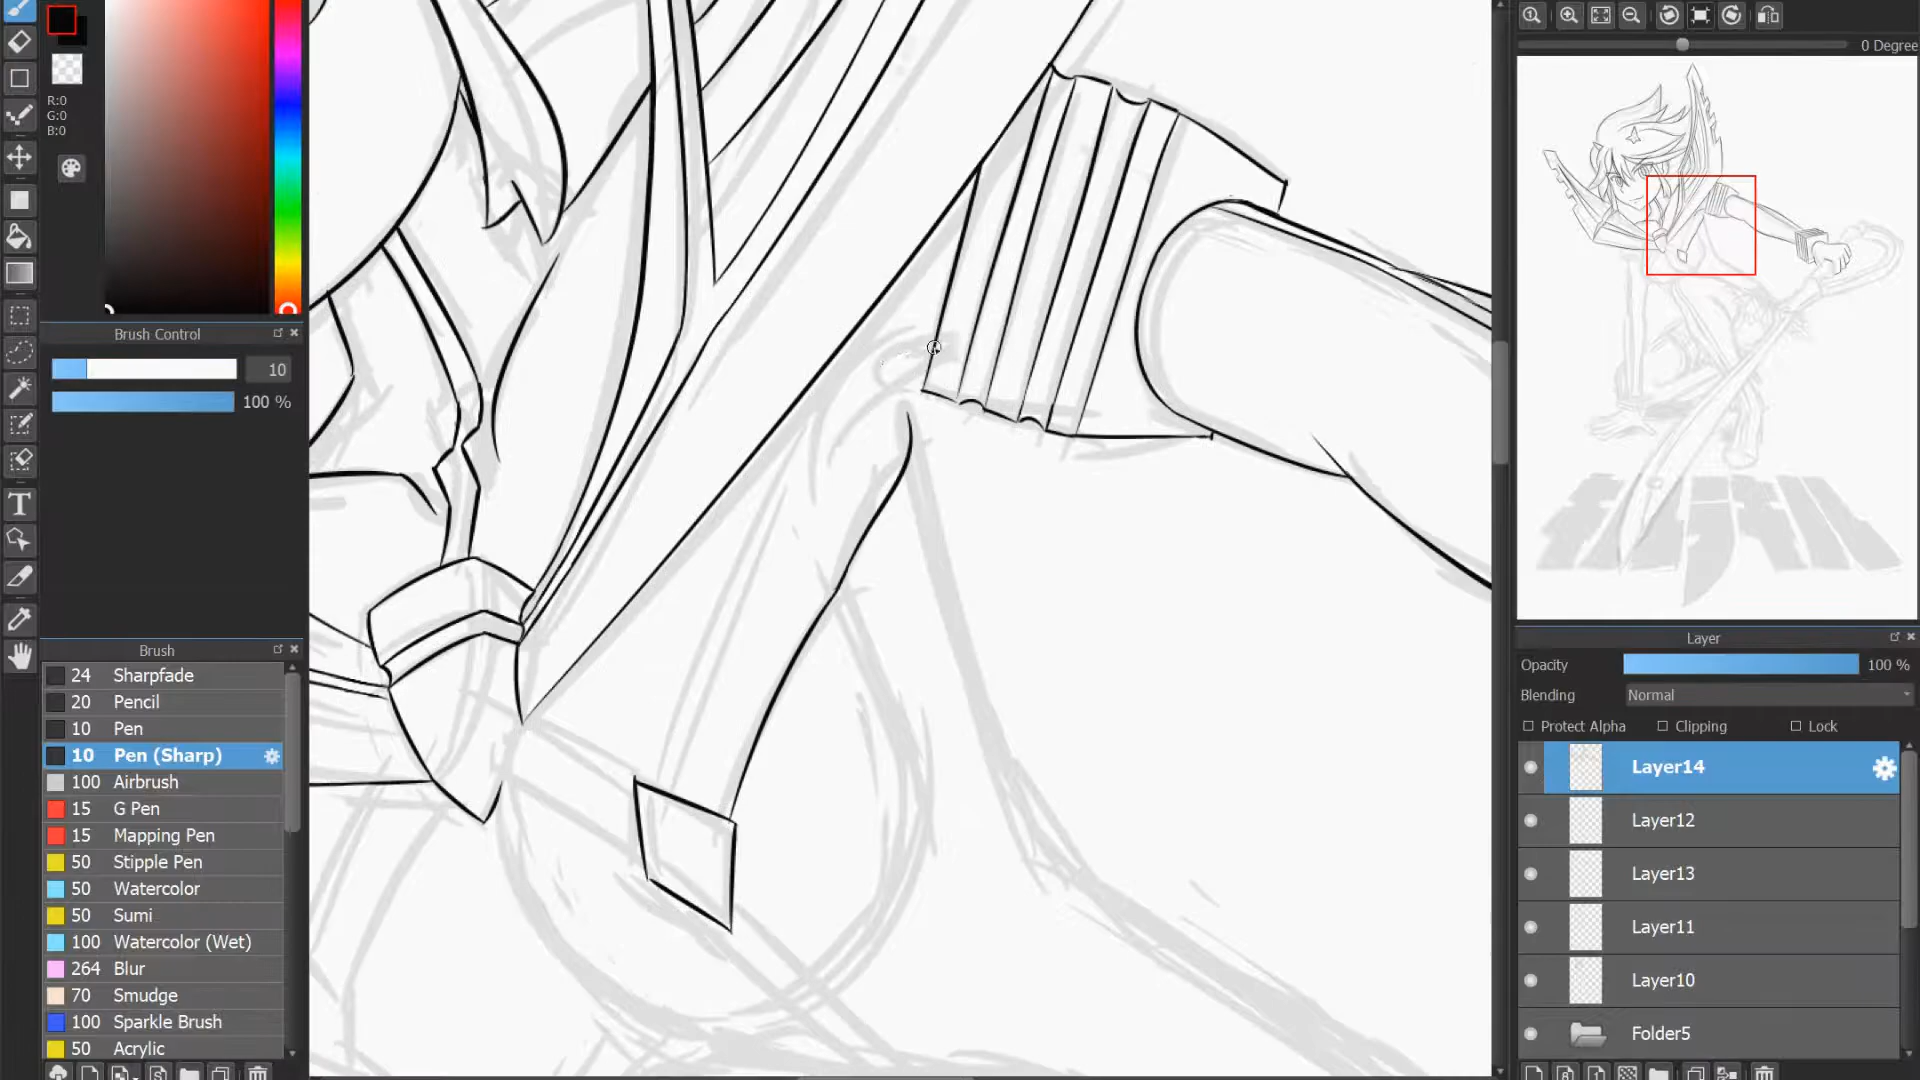 R:0
G:0
B:0
Brush Control
10
100 %
Brush
24 Sharpfade
20 Pencil
10 Pen
10 Pen (Sharp)
100 Airbrush
15 G Pen
15 Mapping Pen
50 Stipple Pen
50 Watercolor
50 Sumi
100 Watercolor (Wet)
264 Blur
70 Smudge
100 Sparkle Brush
50 Acrylic
0 Degree
Layer
Opacity 100 %
Blending Normal
Protect Alpha Clipping Lock
Layer14
Layer12
Layer13
Layer11
Layer10
Folder5